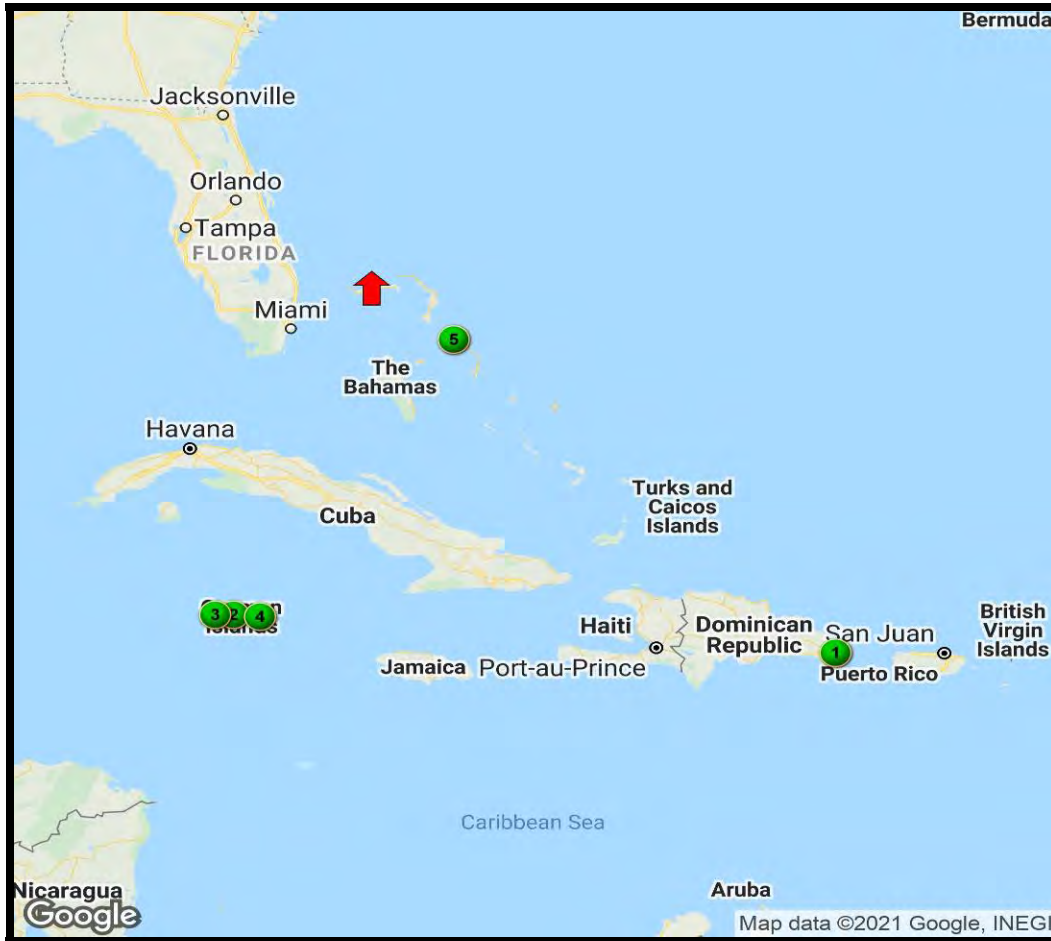 Bermuda
Jacksonville
Orlando
Tampa
FLORIDA
Miami
5
The
Bahamas
Havana
Turks and
Caicos
Islands
Cuba
3
2
4
British
Virgin
Islands
Haiti
Dominican
Republic
San Juan
1
Jamaica
Port-au-Prince
Puerto Rico
Caribbean Sea
Nicaragua
Aruba
Google
Map data ©2021 Google, INEGI